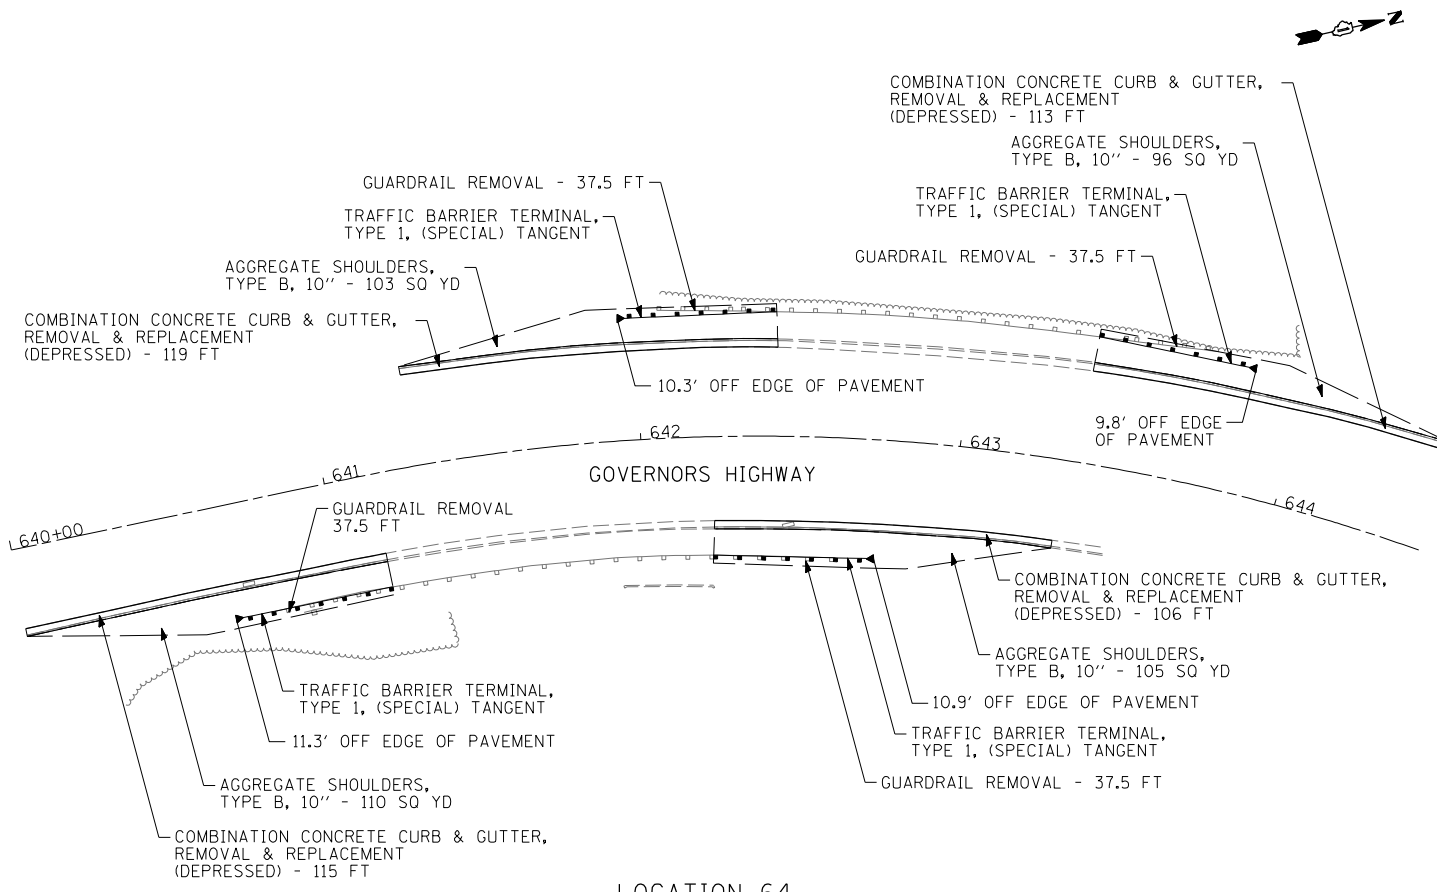 N
COMBINATION CONCRETE CURB & GUTTER,
REMOVAL & REPLACEMENT
(DEPRESSED) - 113 FT
AGGREGATE SHOULDERS,
TYPE B, 10'' - 96 SQ YD
GUARDRAIL REMOVAL - 37.5 FT
TRAFFIC BARRIER TERMINAL,
TYPE 1, (SPECIAL) TANGENT
TRAFFIC BARRIER TERMINAL,
TYPE 1, (SPECIAL) TANGENT
GUARDRAIL REMOVAL - 37.5 FT
AGGREGATE SHOULDERS,
TYPE B, 10'' - 103 SQ YD
COMBINATION CONCRETE CURB & GUTTER,
REMOVAL & REPLACEMENT
(DEPRESSED) - 119 FT
10.3' OFF EDGE OF PAVEMENT
9.8' OFF EDGE
OF PAVEMENT
640+00
641
642
643
644
GOVERNORS HIGHWAY
GUARDRAIL REMOVAL
37.5 FT
COMBINATION CONCRETE CURB & GUTTER,
REMOVAL & REPLACEMENT
(DEPRESSED) - 106 FT
AGGREGATE SHOULDERS,
TYPE B, 10'' - 105 SQ YD
TRAFFIC BARRIER TERMINAL,
TYPE 1, (SPECIAL) TANGENT
10.9' OFF EDGE OF PAVEMENT
11.3' OFF EDGE OF PAVEMENT
TRAFFIC BARRIER TERMINAL,
TYPE 1, (SPECIAL) TANGENT
GUARDRAIL REMOVAL - 37.5 FT
AGGREGATE SHOULDERS,
TYPE B, 10'' - 110 SQ YD
COMBINATION CONCRETE CURB & GUTTER,
REMOVAL & REPLACEMENT
(DEPRESSED) - 115 FT
LOCATION 64